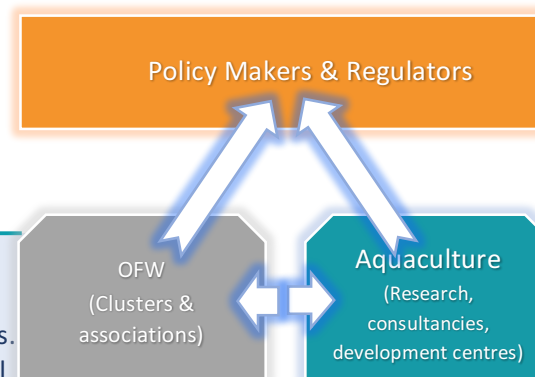 Policy Makers & Regulators
OFW
(Clusters &
associations)
Aquaculture
(Research,
consultancies,
development centres)